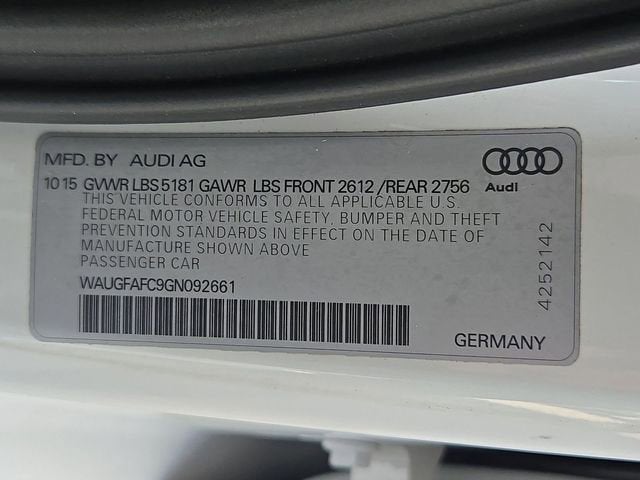 MFD. BY AUDI AG
10 15 GVWR LBS 5181 GAWR LBS FRONT 2612 /REAR 2756
Audi
THIS VEHICLE CONFORMS TO ALL APPLICABLE U.S.
FEDERAL MOTOR VEHICLE SAFETY, BUMPER AND THEFT
PREVENTION STANDARDS IN EFFECT ON THE DATE OF
MANUFACTURE SHOWN ABOVE
PASSENGER CAR
WAUGFAFC9GN092661
4252142
GERMANY